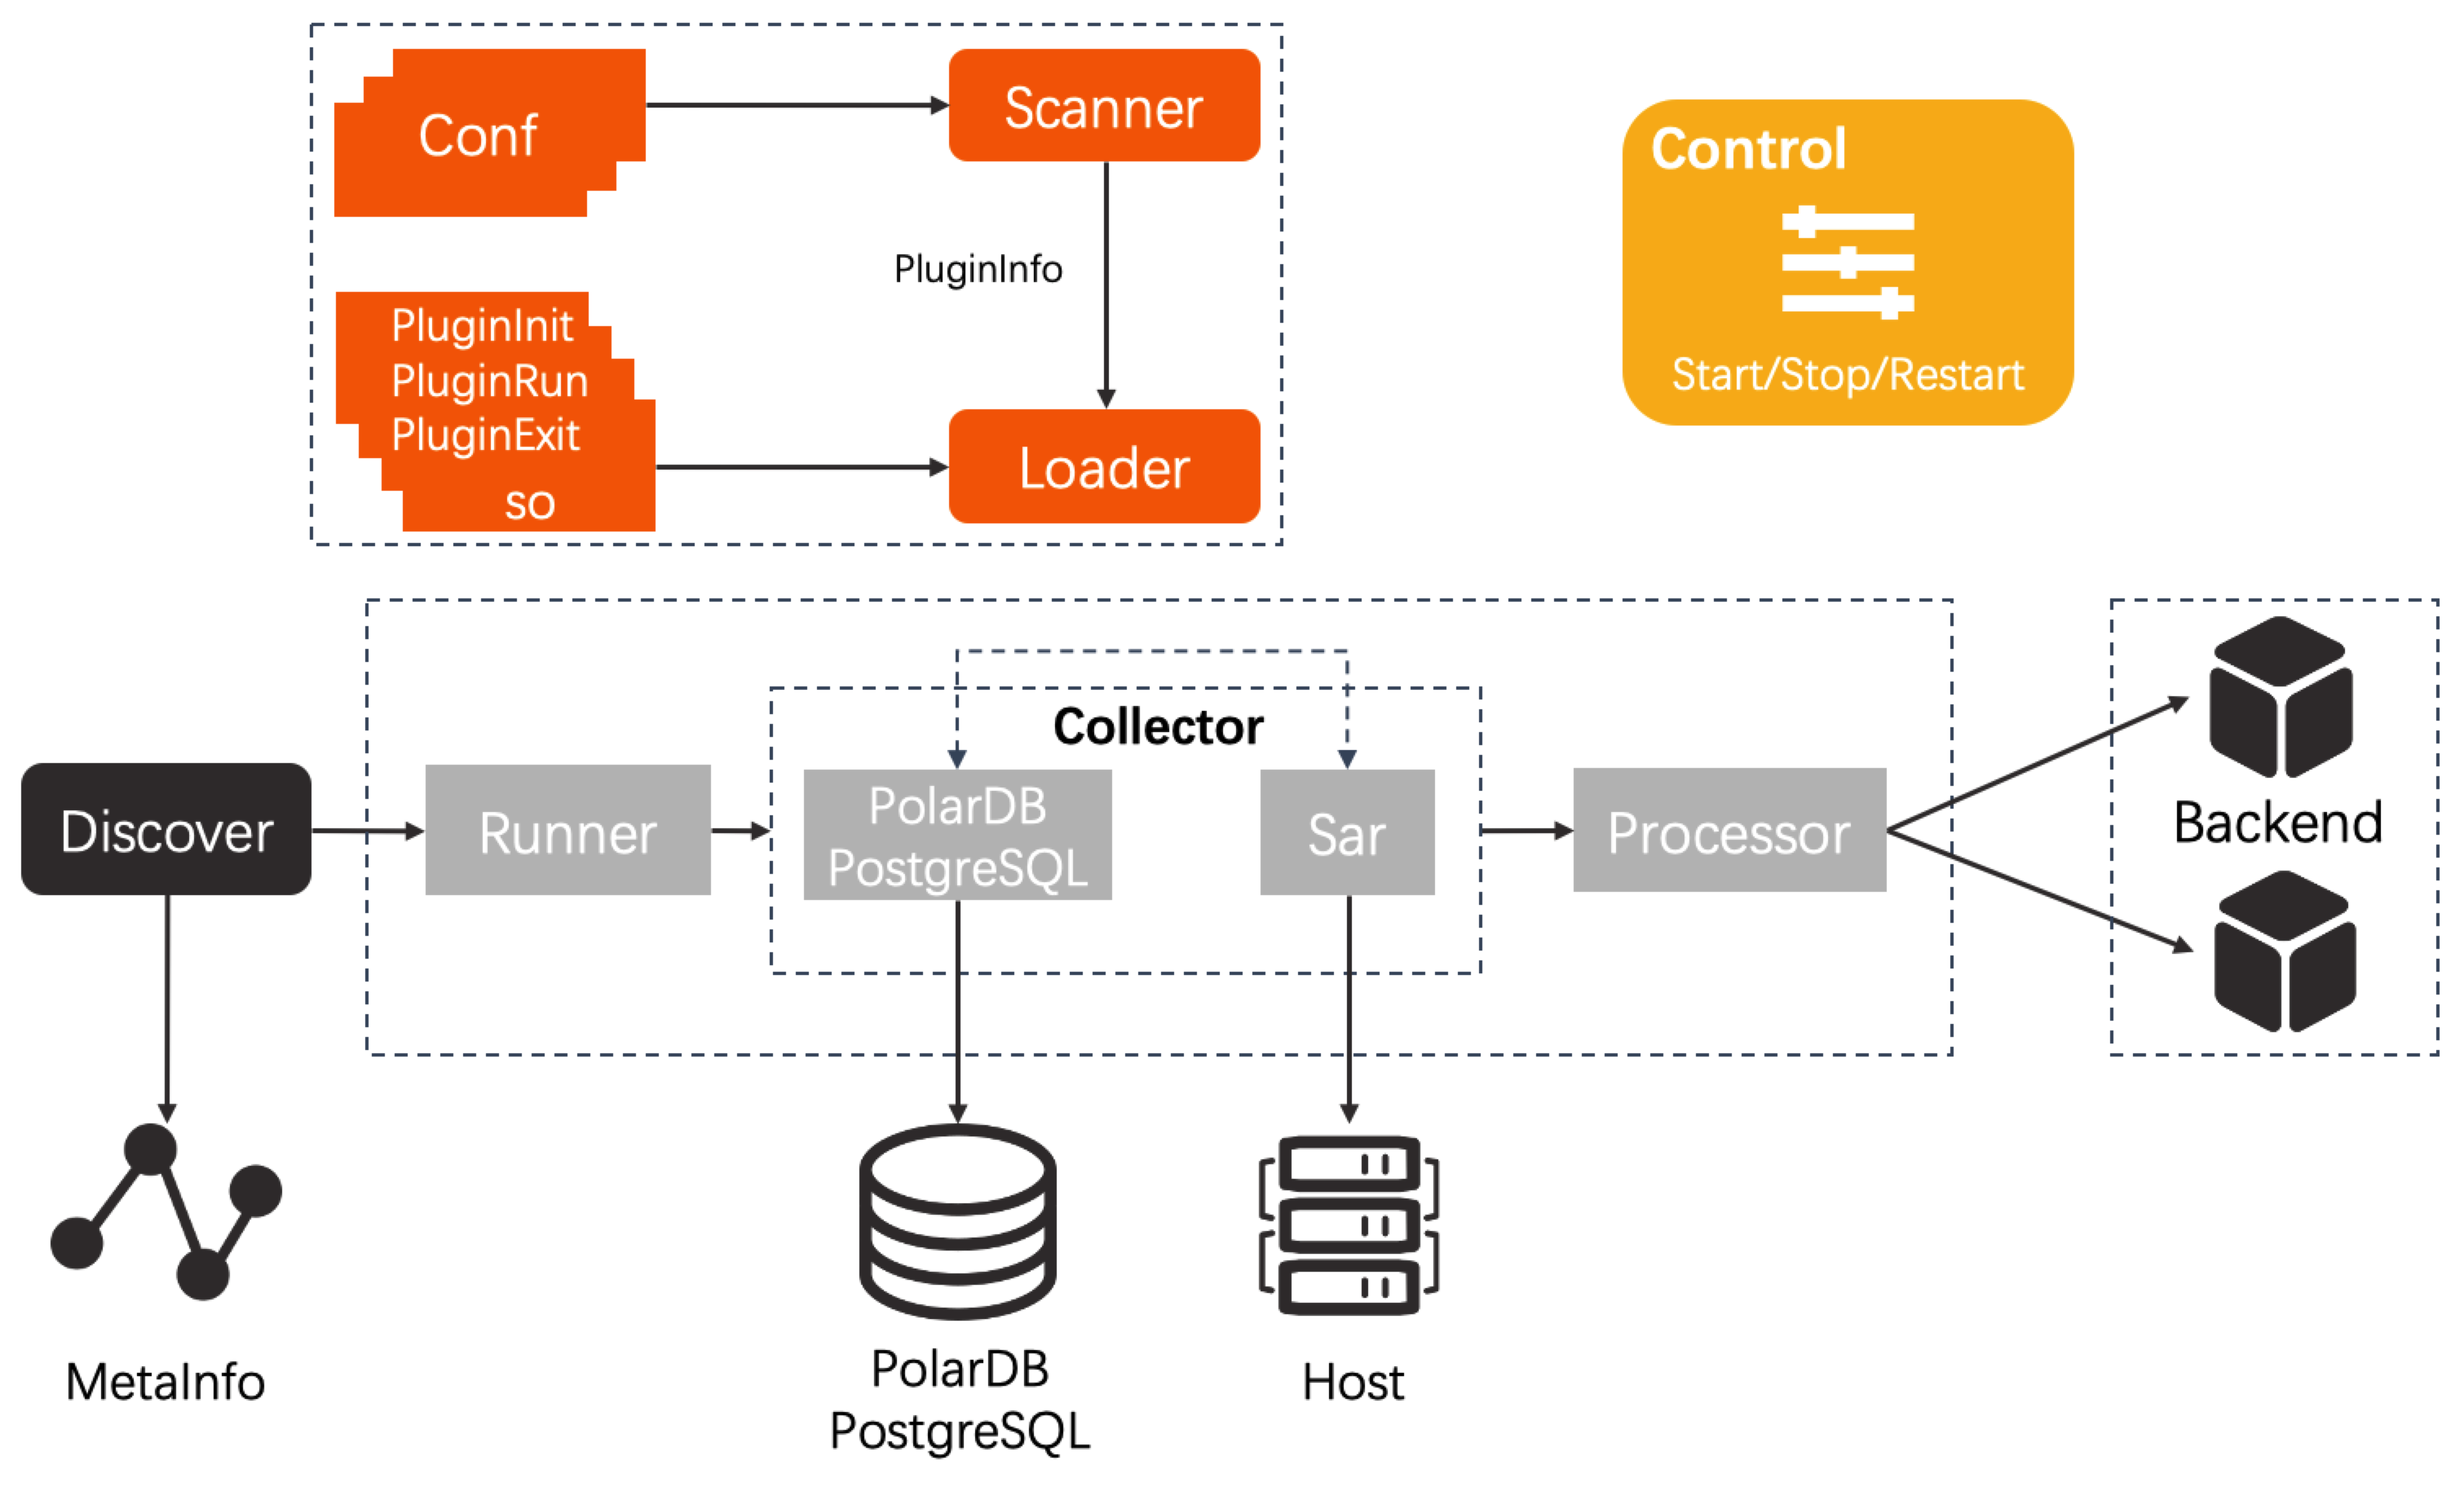 Conf
Scanner
Control
PluginInfo
PluginInit
PluginRun
PluginExit
so
Loader
Start/Stop/Restart
Collector
Discover
Runner
PolarDB
PostgreSQL
Sar
Processor
Backend
MetaInfo
PolarDB
PostgreSQL
Host